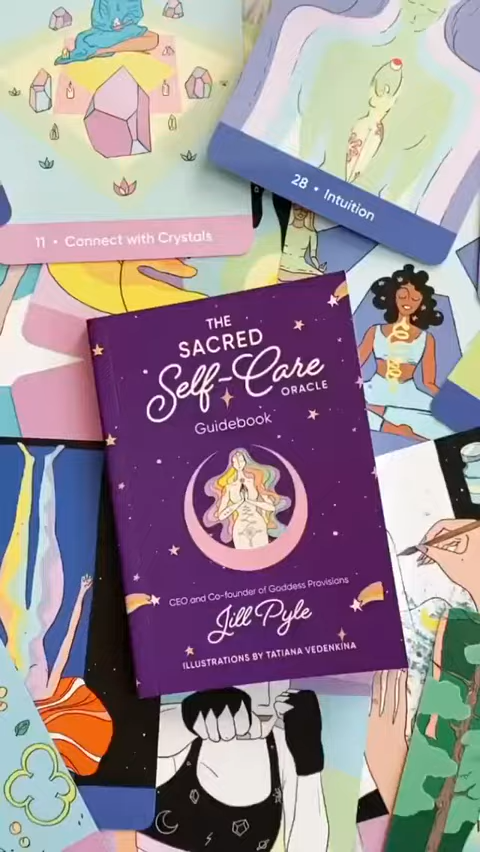 28 • Intuition
11 • Connect with Crystals
THE
SACRED
Self-Care
ORACLE
Guidebook
CEO and Co-founder of Goddess Provisions
Jill Pyle
ILLUSTRATIONS BY TATIANA VEDENKINA